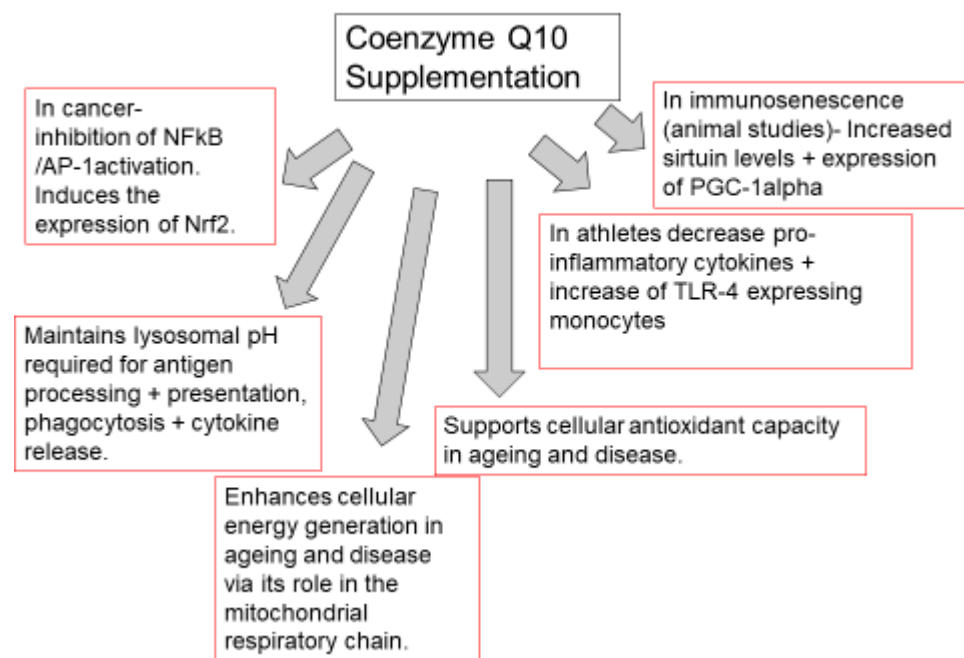 Coenzyme Q10
Supplementation
In cancer-
inhibition of NFkB
/AP-1activation.
Induces the
expression of Nrf2.
In immunosenescence
(animal studies)- Increased
sirtuin levels + expression
of PGC-1alpha
In athletes decrease pro-
inflammatory cytokines +
increase of TLR-4 expressing
monocytes
Maintains lysosomal pH
required for antigen
processing + presentation,
phagocytosis + cytokine
release.
Supports cellular antioxidant capacity
in ageing and disease.
Enhances cellular
energy generation in
ageing and disease
via its role in the
mitochondrial
respiratory chain.